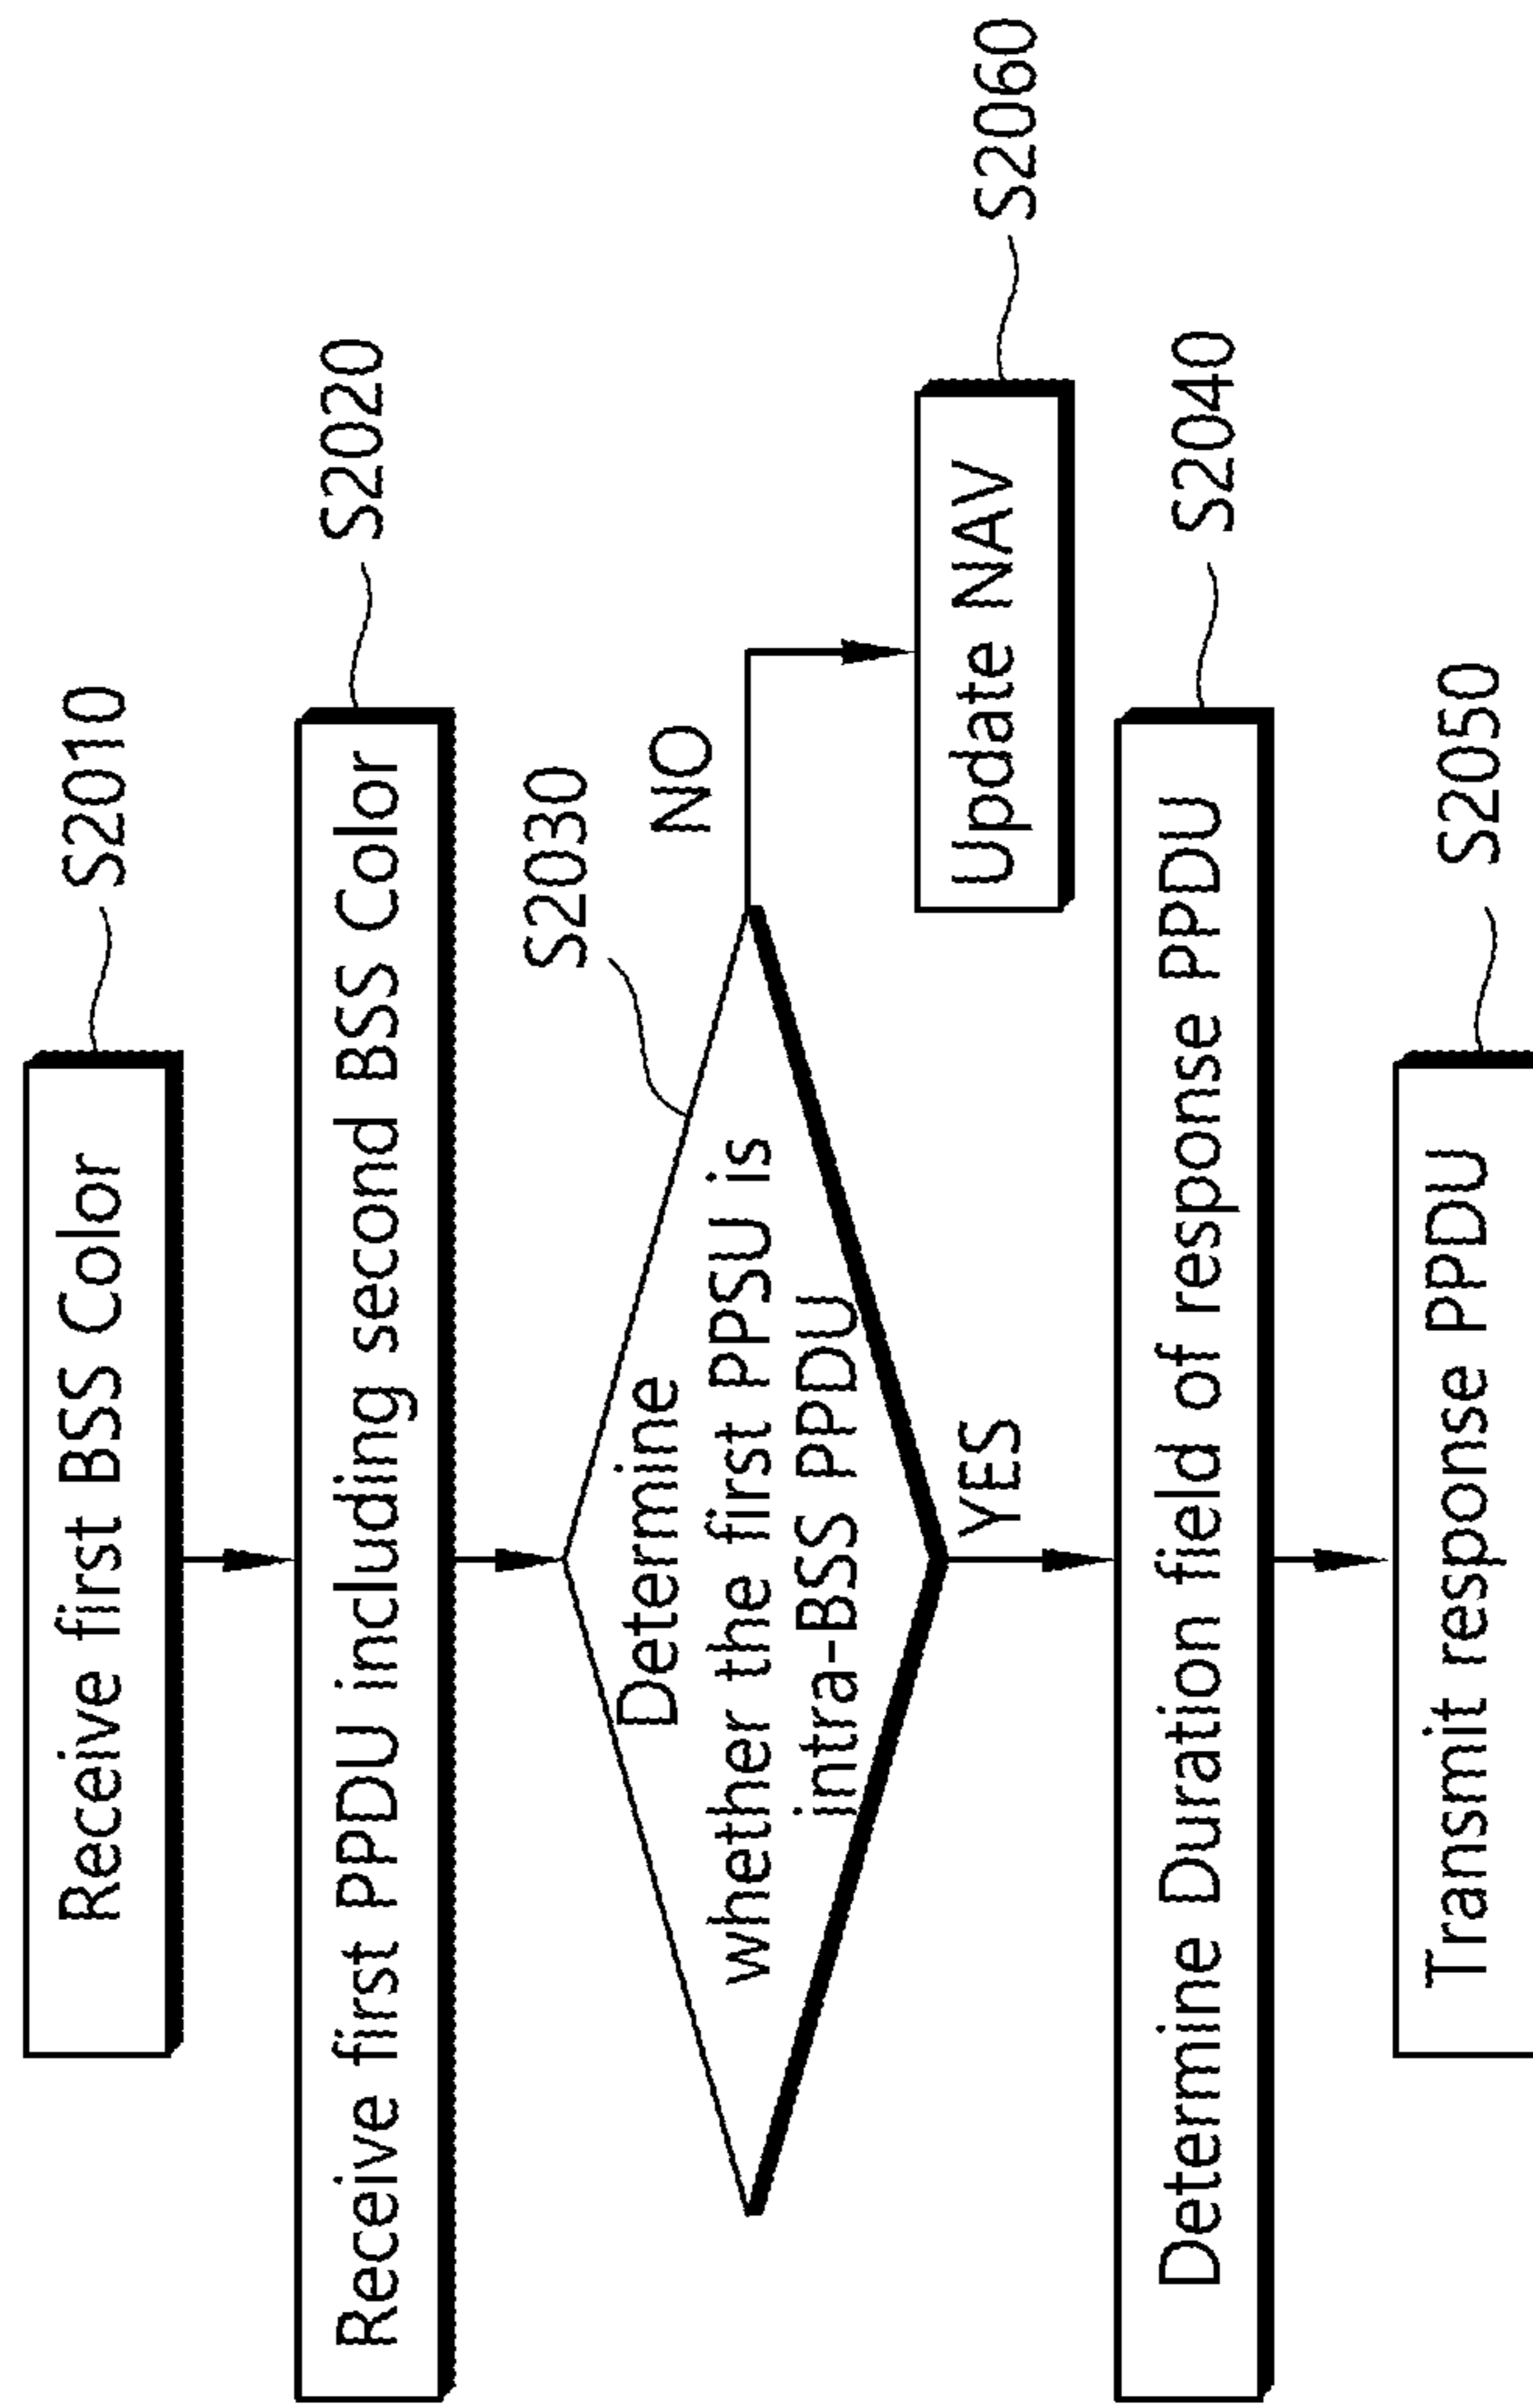 Receive first BSS Color
S2010
Receive first PPDU including second BSS Color
S2020
S2030
Determine
whether the first PPSU is
intra-BSS PPDU
NO
YES
Update NAV
S2060
Determine Duration field of response PPDU
S2040
Transmit response PPDU
S2050